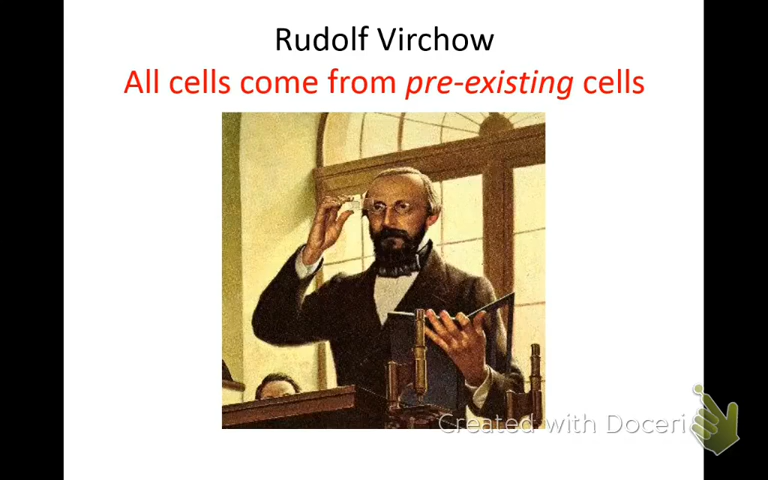 Rudolf Virchow
All cells come from pre-existing cells
Created with Doceri